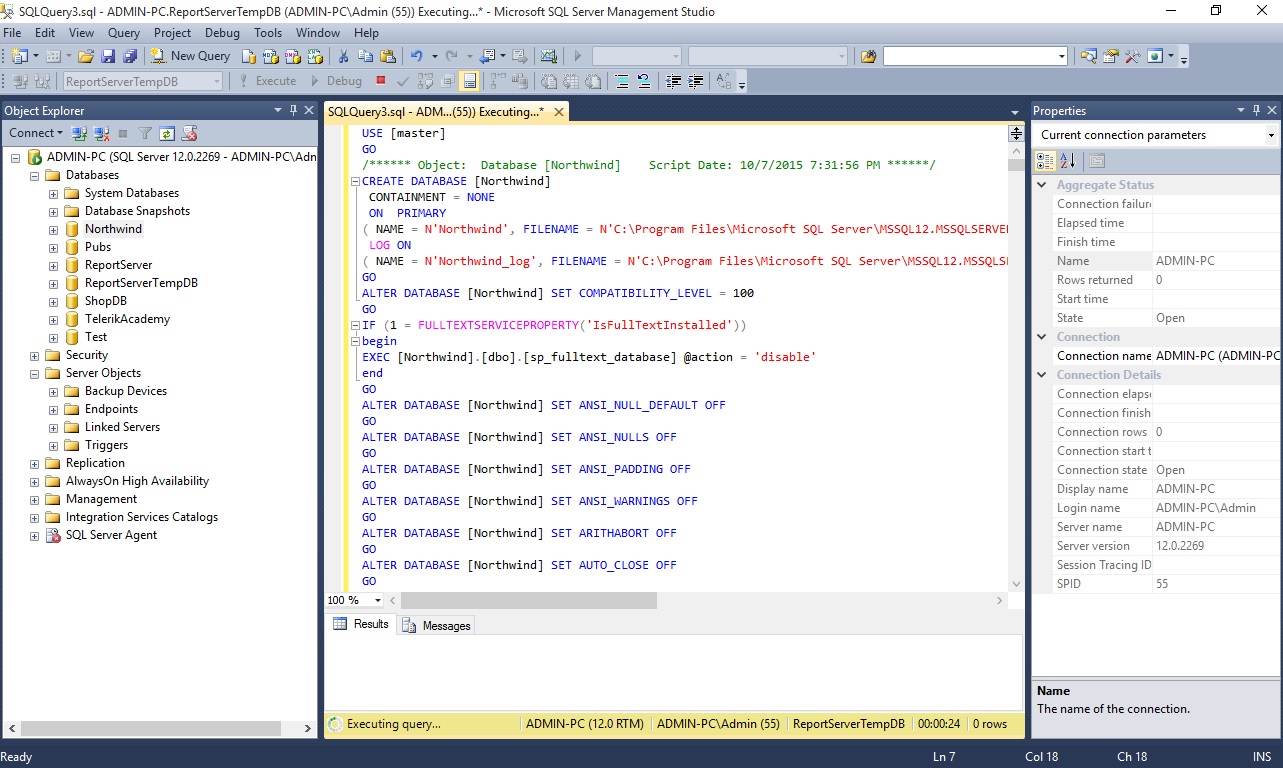 SQLQuery3.sql - ADMIN-PC.ReportServerTempDB (ADMIN-PC\Admin (55)) Executing...* - Microsoft SQL Server Management Studio
File Edit View Query Project Debug Tools Window Help
New Query
ReportServerTempDB
Execute
Debug
Object Explorer
Connect
ADMIN-PC (SQL Server 12.0.2269 - ADMIN-PC\Adn
Databases
System Databases
Database Snapshots
Northwind
Pubs
ReportServer
ReportServerTempDB
ShopDB
TelerikAcademy
Test
Security
Server Objects
Backup Devices
Endpoints
Linked Servers
Triggers
Replication
AlwaysOn High Availability
Management
Integration Services Catalogs
SQL Server Agent
SQLQuery3.sql - ADM...(55)) Executing...*
USE [master]
GO
/****** Object:  Database [Northwind]    Script Date: 10/7/2015 7:31:56 PM ******/
CREATE DATABASE [Northwind]
CONTAINMENT = NONE
ON  PRIMARY
( NAME = N'Northwind', FILENAME = N'C:\Program Files\Microsoft SQL Server\MSSQL12.MSSQLSERVER
LOG ON
( NAME = N'Northwind_log', FILENAME = N'C:\Program Files\Microsoft SQL Server\MSSQL12.MSSQLS
GO
ALTER DATABASE [Northwind] SET COMPATIBILITY_LEVEL = 100
GO
IF (1 = FULLTEXTSERVICEPROPERTY('IsFullTextInstalled'))
begin
EXEC [Northwind].[dbo].[sp_fulltext_database] @action = 'disable'
end
GO
ALTER DATABASE [Northwind] SET ANSI_NULL_DEFAULT OFF
GO
ALTER DATABASE [Northwind] SET ANSI_NULLS OFF
GO
ALTER DATABASE [Northwind] SET ANSI_PADDING OFF
GO
ALTER DATABASE [Northwind] SET ANSI_WARNINGS OFF
GO
ALTER DATABASE [Northwind] SET ARITHABORT OFF
GO
ALTER DATABASE [Northwind] SET AUTO_CLOSE OFF
GO
100 %
Results
Messages
Executing query...
ADMIN-PC (12.0 RTM)
ADMIN-PC\Admin (55)
ReportServerTempDB
00:00:24
0 rows
Properties
Current connection parameters
Aggregate Status
Connection failure
Elapsed time
Finish time
Name ADMIN-PC
Rows returned 0
Start time
State Open
Connection
Connection name ADMIN-PC (ADMIN-PC
Connection Details
Connection elapse
Connection finish
Connection rows 0
Connection start t
Connection state Open
Display name ADMIN-PC
Login name ADMIN-PC\Admin
Server name ADMIN-PC
Server version 12.0.2269
Session Tracing ID
SPID 55
Name
The name of the connection.
Ready
Ln 7
Col 18
Ch 18
INS